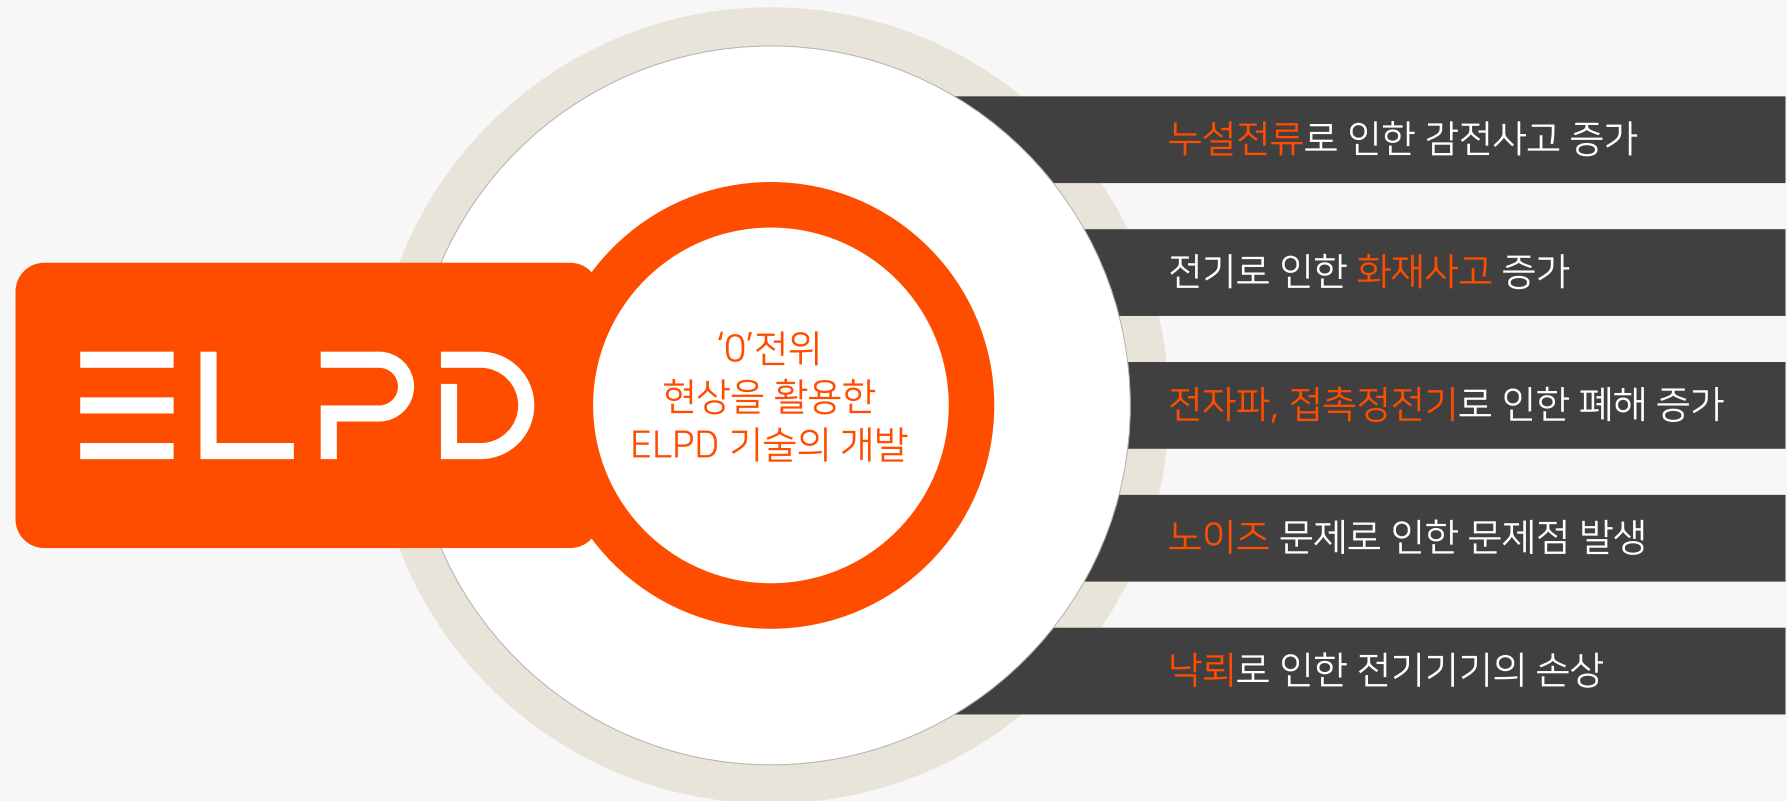 ELPD
‘0’전위
현상을 활용한
ELPD 기술의 개발
누설전류로 인한 감전사고 증가
전기로 인한 화재사고 증가
전자파, 접촉정전기로 인한 폐해 증가
노이즈 문제로 인한 문제점 발생
낙뢰로 인한 전기기기의 손상